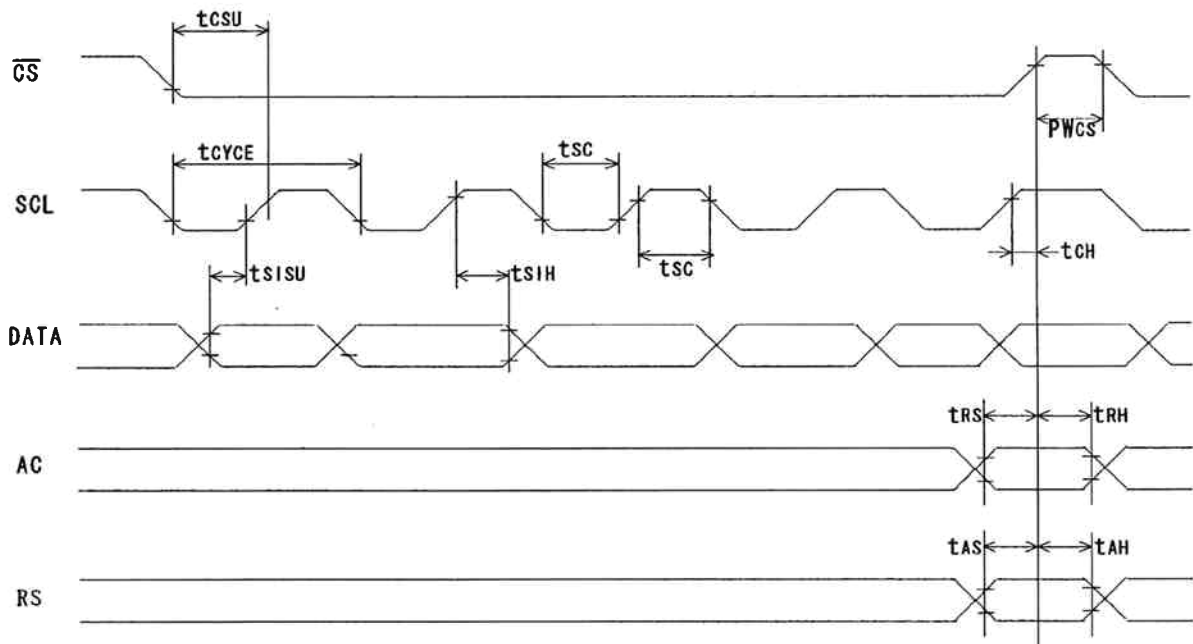 tCSU
CS
PWCS
tCYCE
tSC
SCL
tSC
tCH
tSISU
tSIH
DATA
tRS
tRH
AC
tAS
tAH
RS